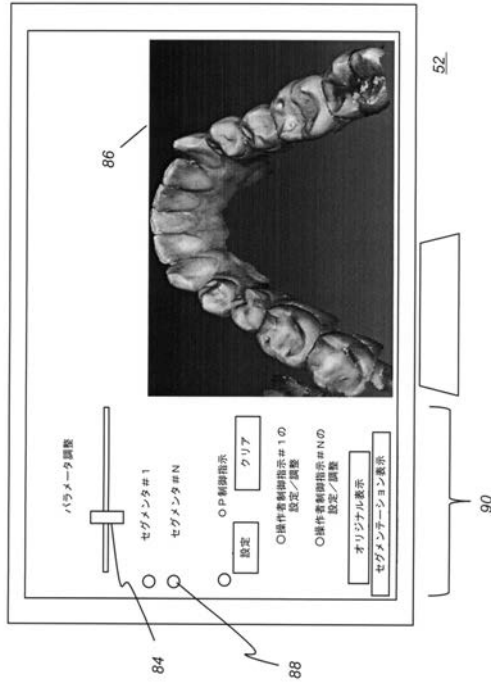 パラメータ調整
84
セグメンタ#1
セグメンタ#N
88
OP制御指示
設定
クリア
操作者制御指示#1の
設定/調整
操作者制御指示#Nの
設定/調整
オリジナル表示
セグメンテーション表示
90
86
52